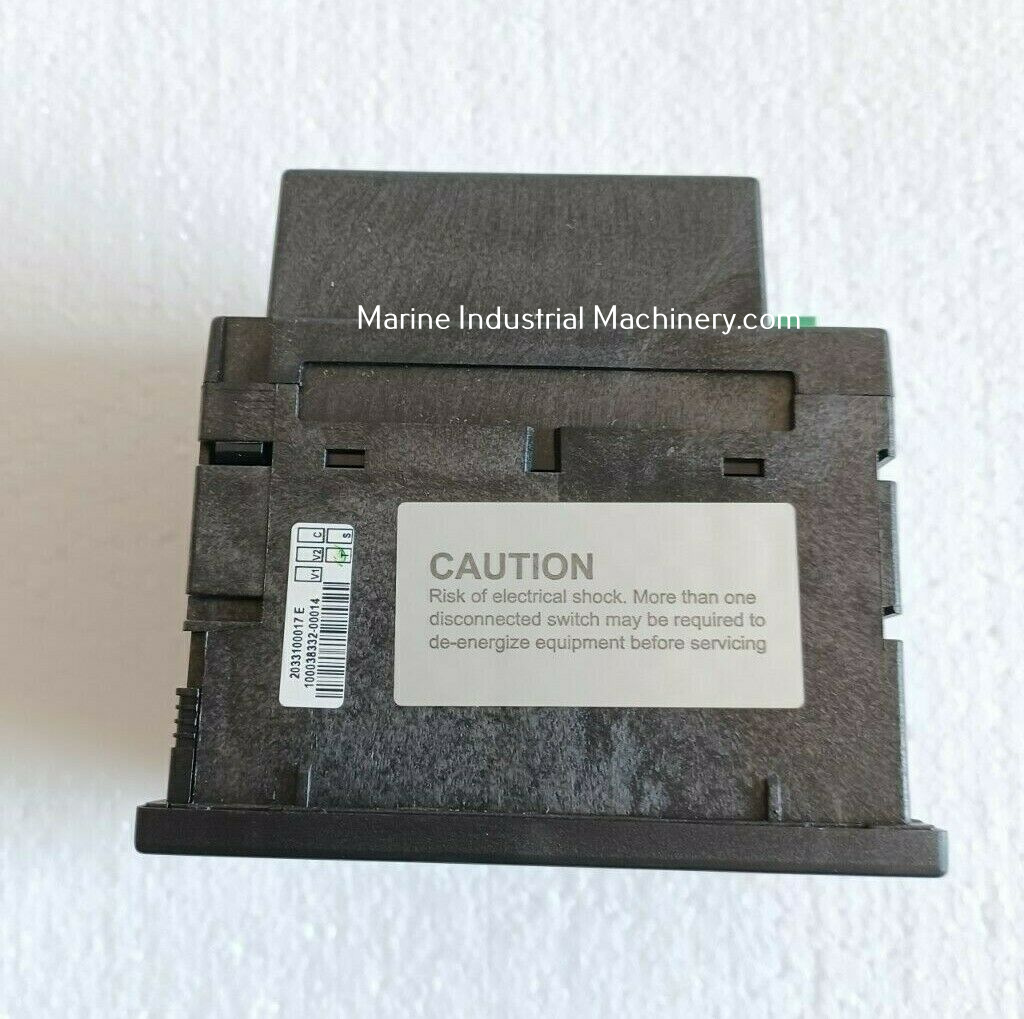 Marine Industrial Machinery.com
CAUTION
Risk of electrical shock. More than one
disconnected switch may be required to
de-energize equipment before servicing
2033100017 E
100038332-00014
V1 V2 C
S